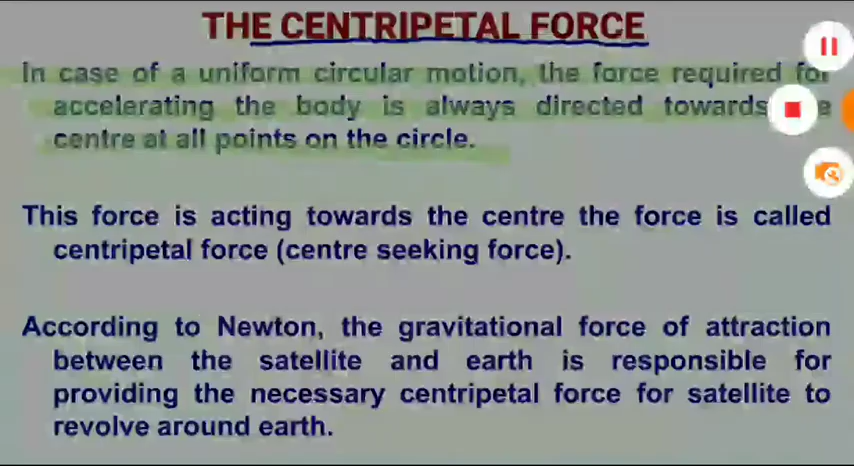 THE CENTRIPETAL FORCE
In case of a uniform circular motion, the force required for
accelerating the body is always directed towards
centre at all points on the circle.
This force is acting towards the centre the force is called
centripetal force (centre seeking force).
According to Newton, the gravitational force of attraction
between the satellite and earth is responsible for
providing the necessary centripetal force for satellite to
revolve around earth.